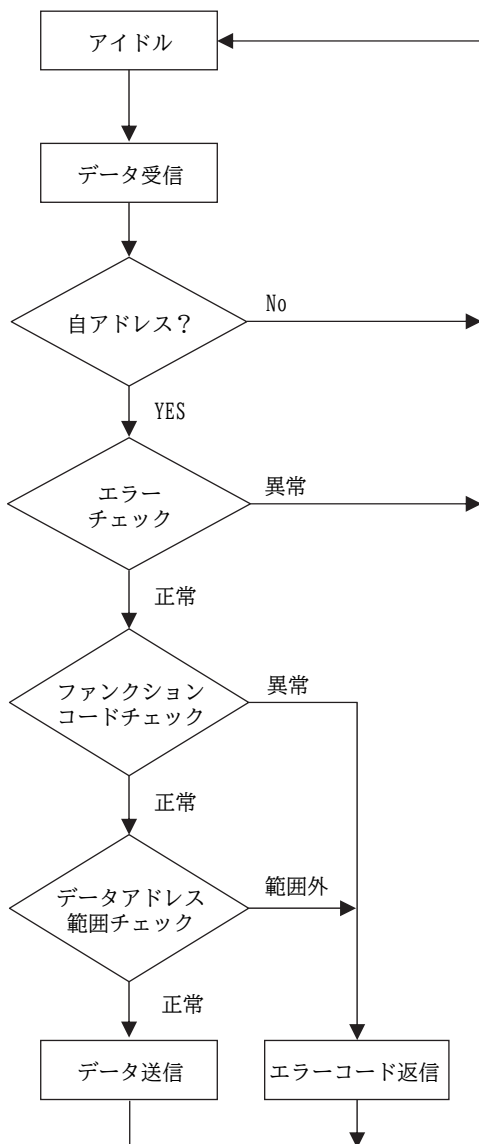 アイドル
データ受信
自アドレス？
No
YES
エラー
チェック
異常
正常
ファンクション
コードチェック
異常
正常
データアドレス
範囲チェック
範囲外
正常
データ送信
エラーコード返信